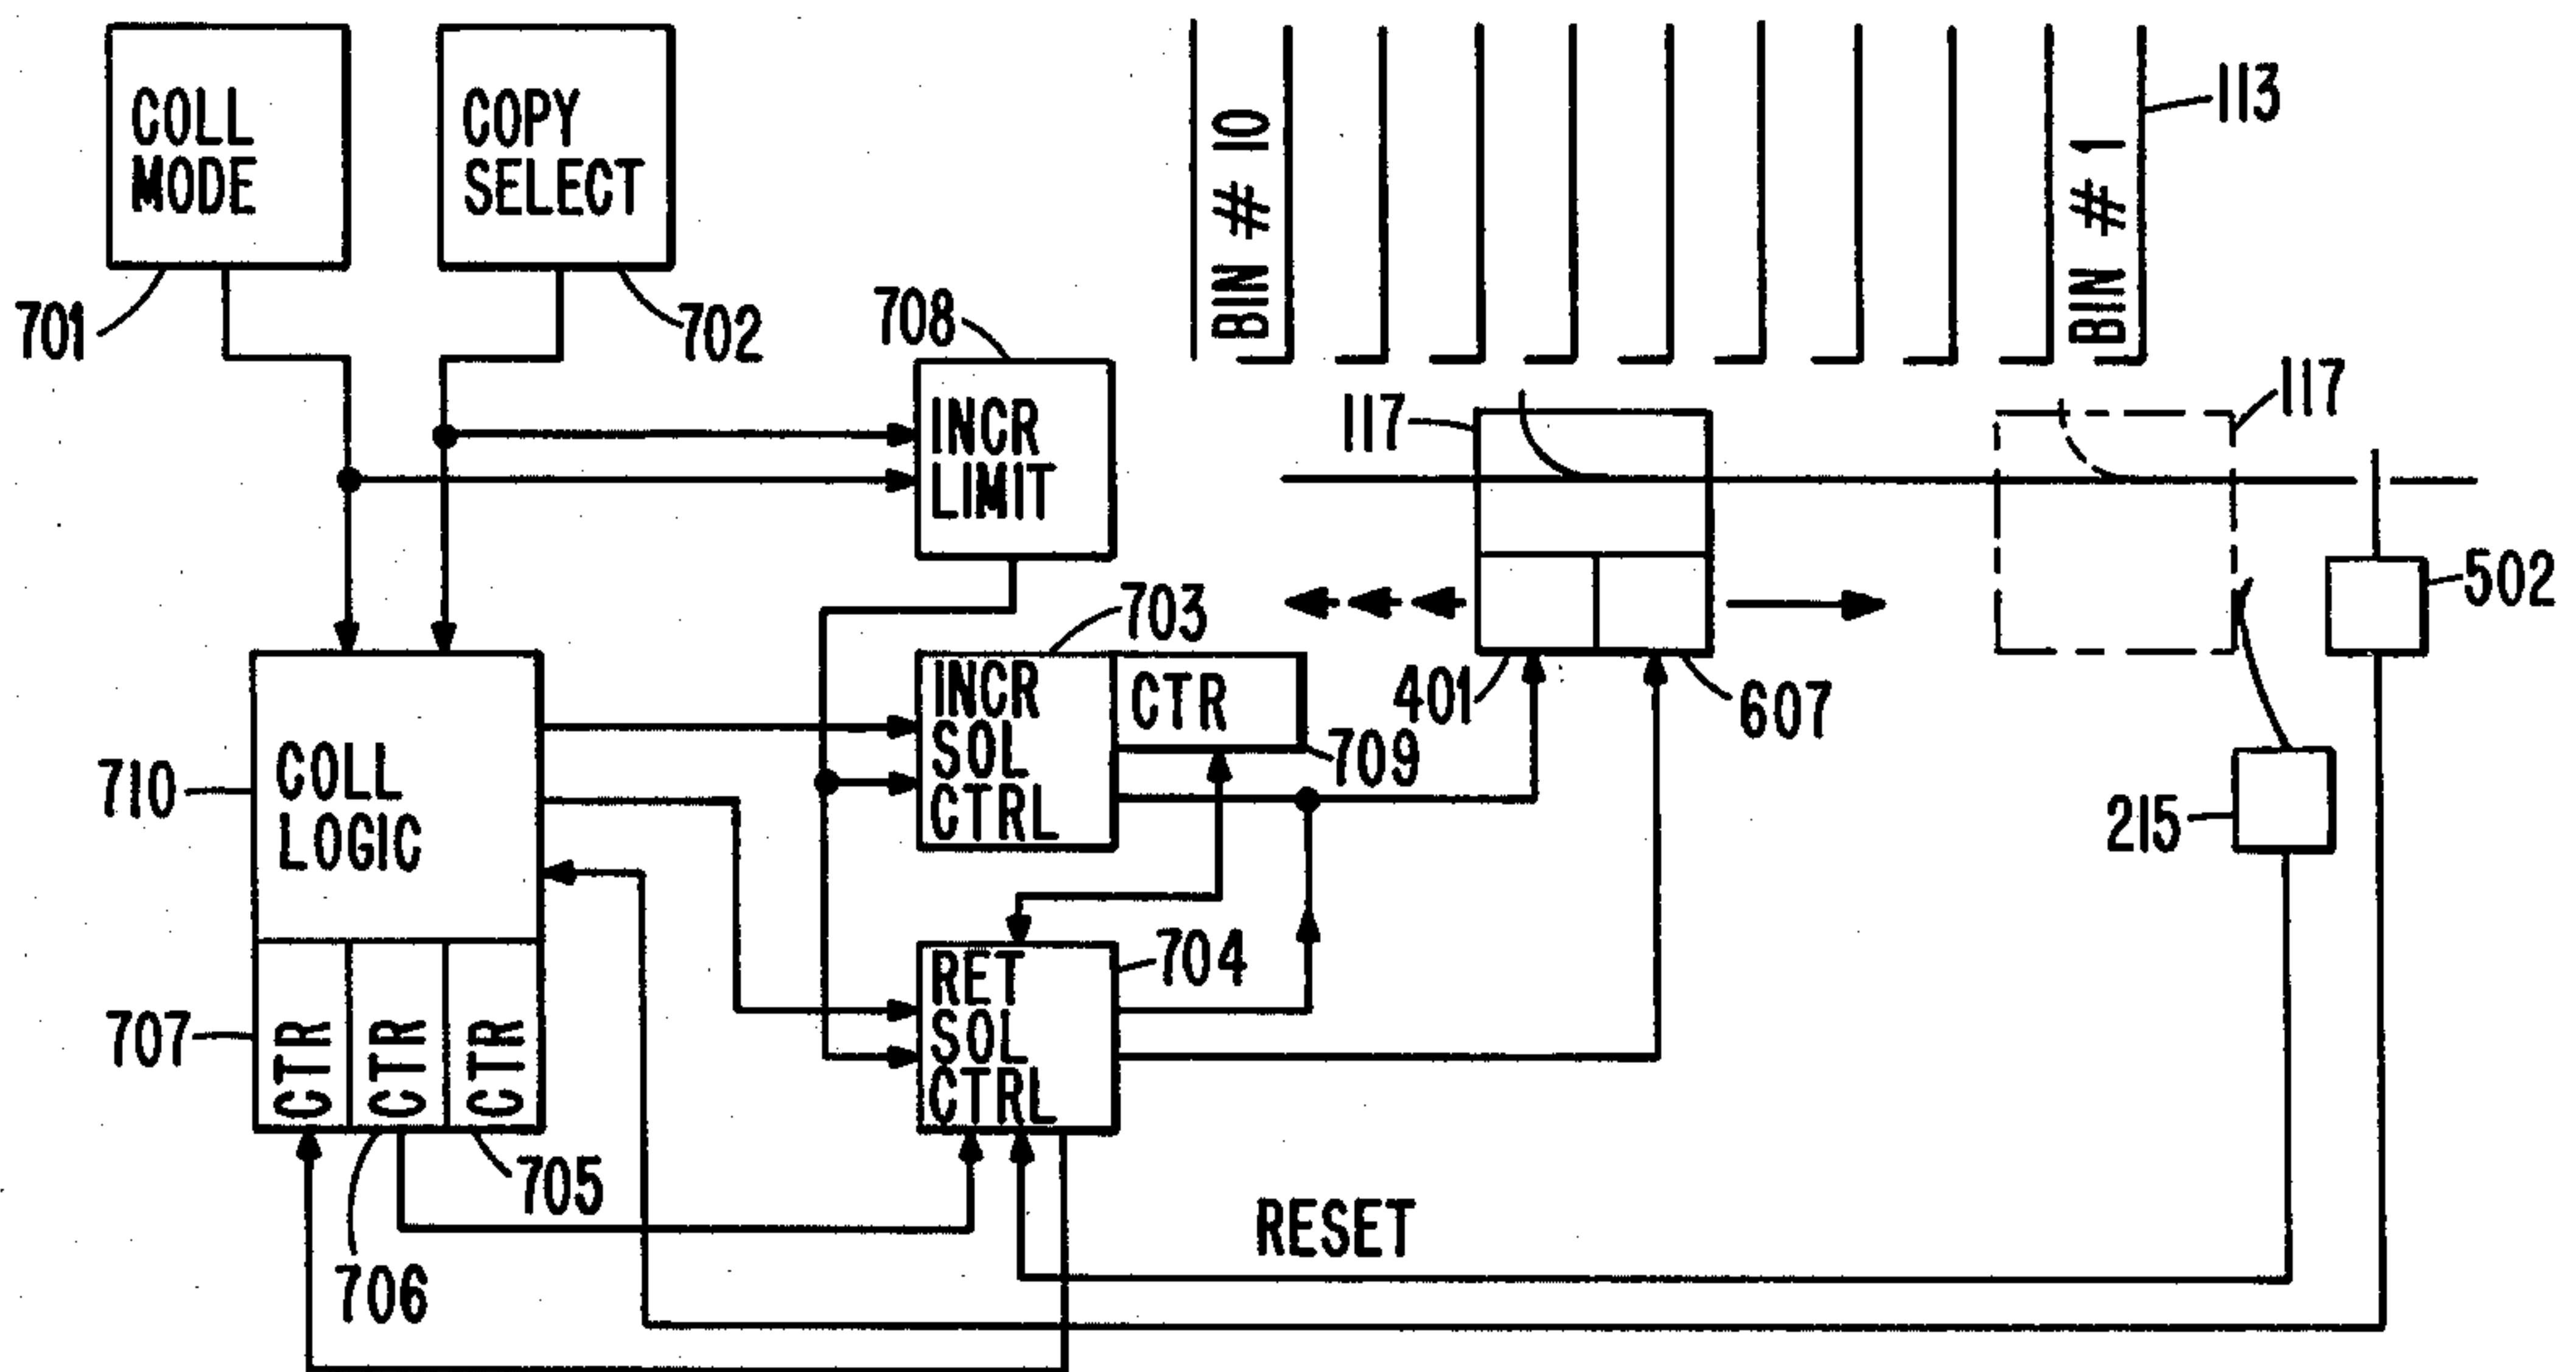 COLL
MODE
COPY
SELECT
BIN # 10
BIN # 1
113
701
702
708
INCR
LIMIT
117
117
502
703
INCR
SOL
CTRL
CTR
709
401
607
215
710
COLL
LOGIC
704
RET
SOL
CTRL
707
CTR
CTR
CTR
705
706
RESET